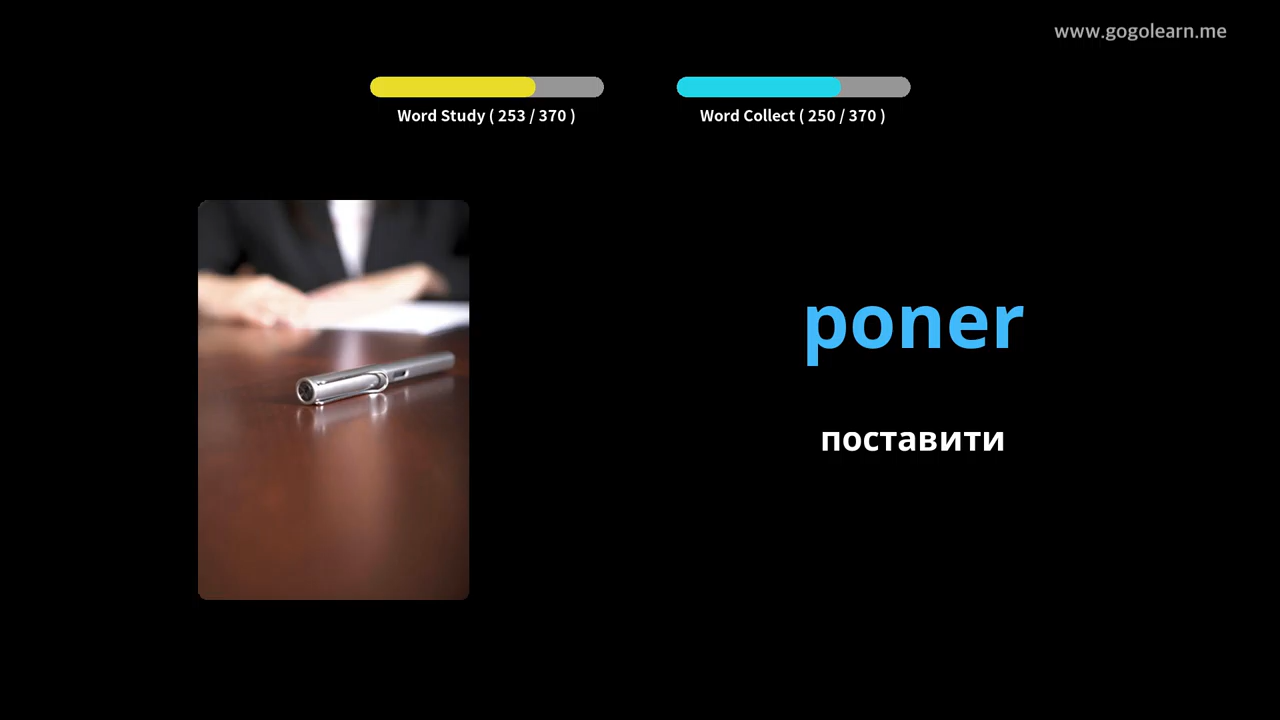 www.gogolearn.me
Word Study ( 253 / 370 )
Word Collect ( 250 / 370 )
poner
поставити